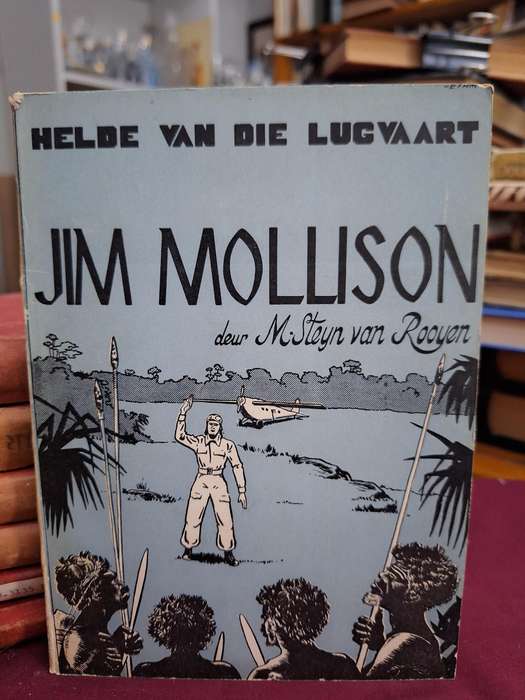 HELDE VAN DIE LUGVAART
JIM MOLLISON
deur M. Steyn van Rooyen